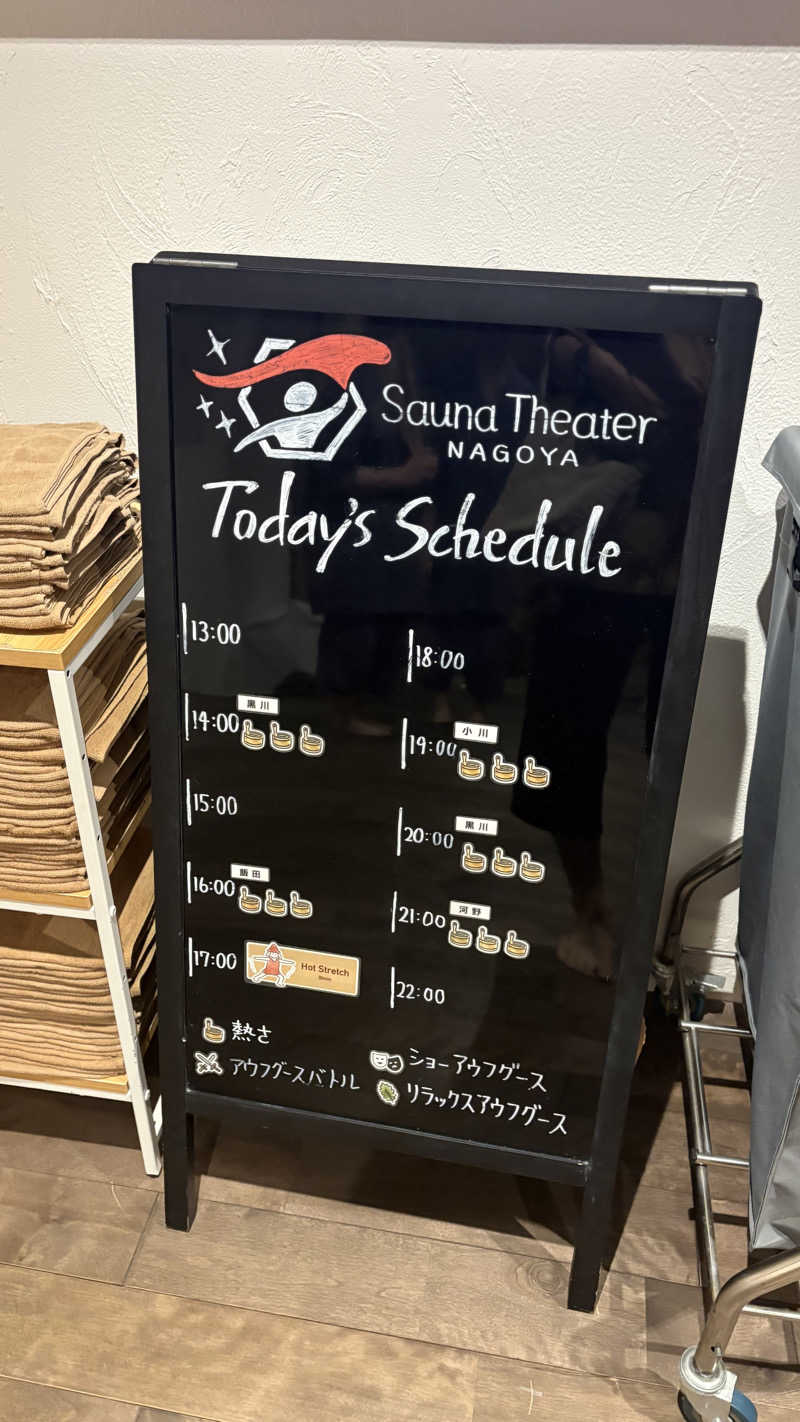 Sauna Theater
NAGOYA
Today's Schedule
13:00
黒川
14:00
15:00
飯田
16:00
17:00
Hot Stretch
18:00
小川
19:00
黒川
20:00
河野
21:00
22:00
熱さ
アウフグースバトル
ショーアウフグース
リラックスアウフグース